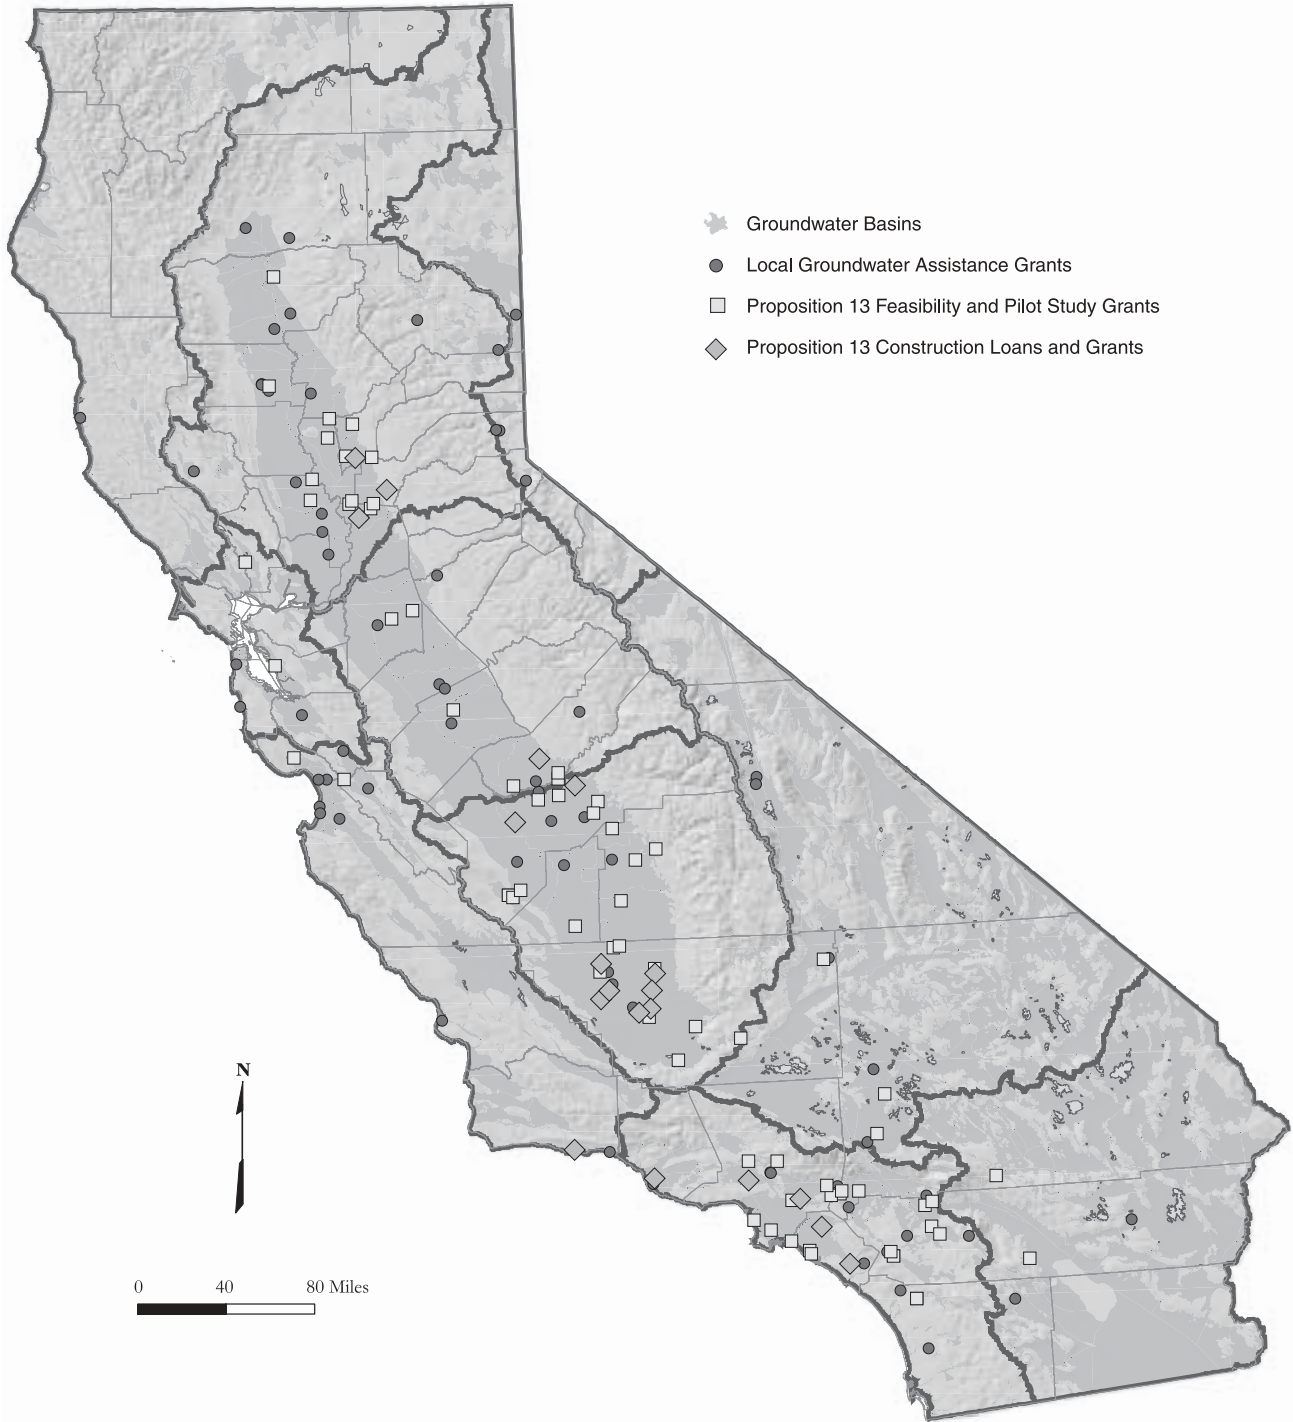 Groundwater Basins
Local Groundwater Assistance Grants
Proposition 13 Feasibility and Pilot Study Grants
Proposition 13 Construction Loans and Grants
N
0 40 80 Miles